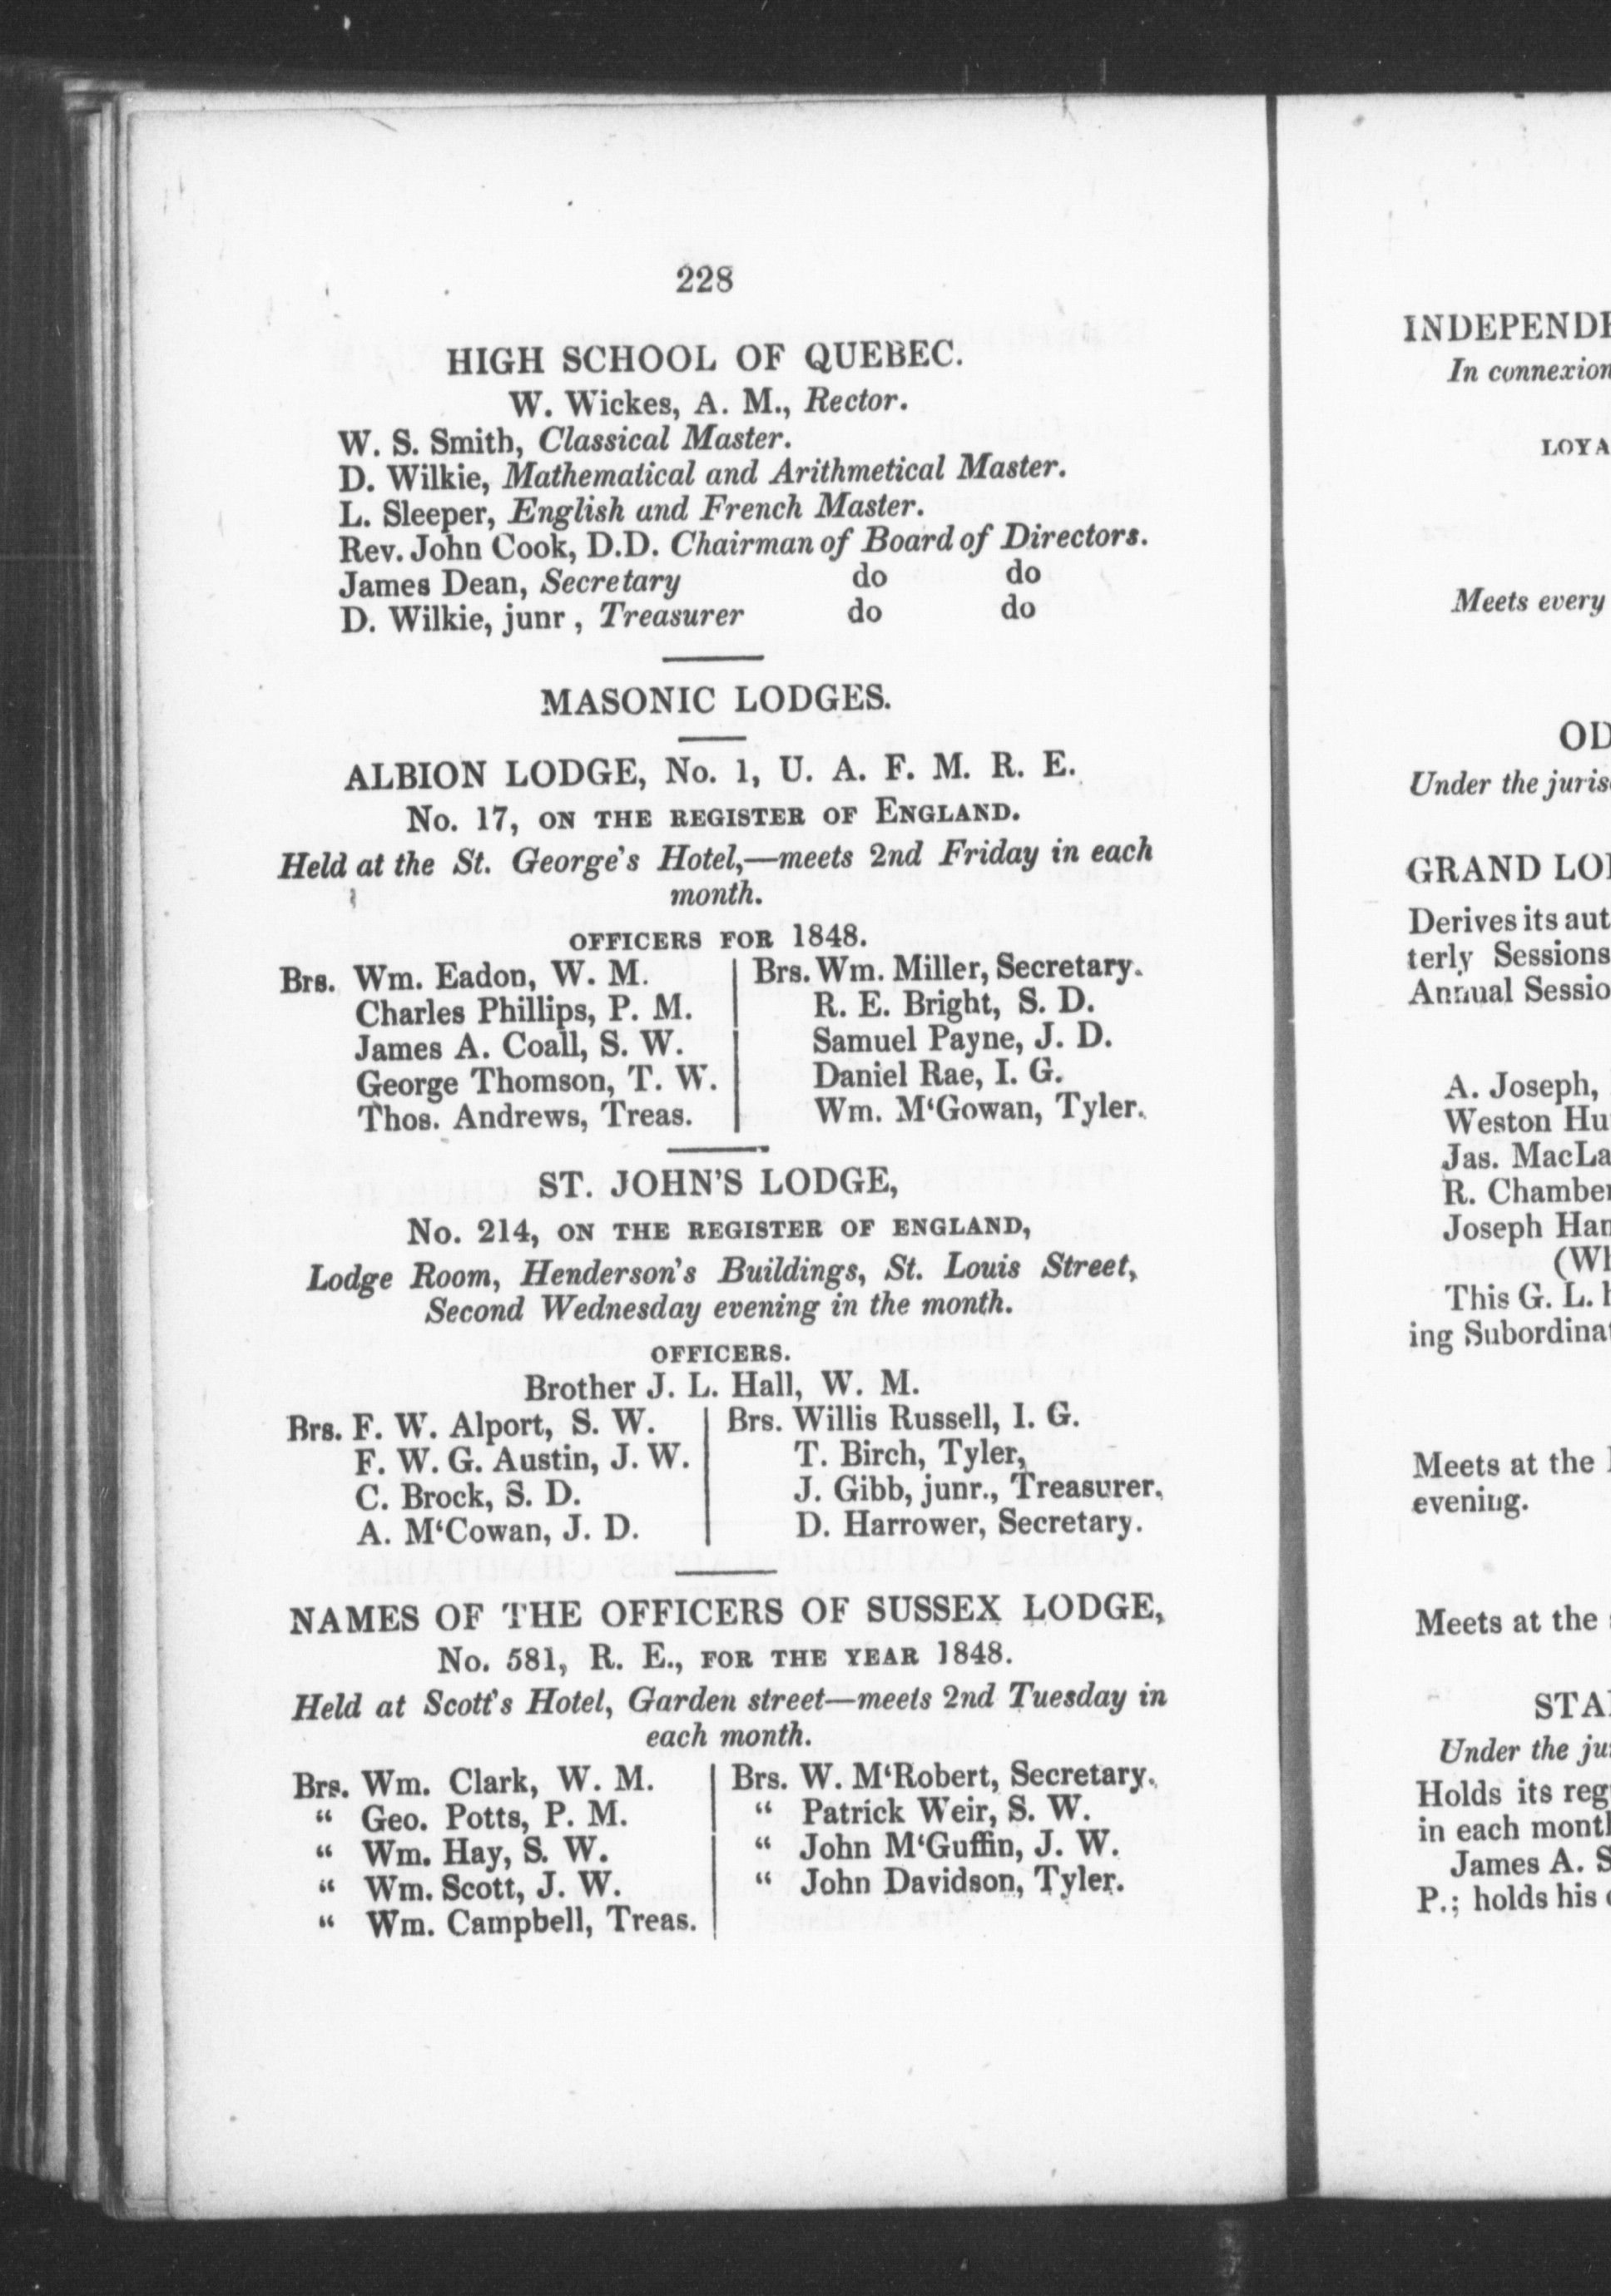 228
HIGH SCHOOL OF QUEBEC.
W. Wickes, A. M., Rector.
W. S. Smith, Classical Master.
D. Wilkie, Mathematical and Arithmetical Master.
L. Sleeper, English and French Master.
Rev. John Cook, D.D. Chairman of Board of Directors.
James Dean, Secretary do do
D. Wilkie, junr , Treasurer do do
MASONIC LODGES.
ALBION LODGE, No. 1, U. A. F. M. R. E.
No. 17, ON THE REGISTER OF ENGLAND.
Held at the St. George's Hotel,—meets 2nd Friday in each
month.
OFFICERS FOR 1848.
Brs. Wm. Eadon, W. M.
Charles Phillips, P. M.
James A. Coall, S. W.
George Thomson, T. W.
Thos. Andrews, Treas.
Brs. Wm. Miller, Secretary.
R. E. Bright, S. D.
Samuel Payne, J. D.
Daniel Rae, I. G.
Wm. M‘Gowan, Tyler.
ST. JOHN'S LODGE,
No. 214, ON THE REGISTER OF ENGLAND,
Lodge Room, Henderson's Buildings, St. Louis Street,
Second Wednesday evening in the month.
OFFICERS.
Brother J. L. Hall, W. M.
Brs. F. W. Alport, S. W.
F. W. G. Austin, J. W.
C. Brock, S. D.
A. M‘Cowan, J. D.
Brs. Willis Russell, I. G.
T. Birch, Tyler,
J. Gibb, junr., Treasurer.
D. Harrower, Secretary.
NAMES OF THE OFFICERS OF SUSSEX LODGE,
No. 581, R. E., FOR THE YEAR 1848.
Held at Scott's Hotel, Garden street—meets 2nd Tuesday in
each month.
Brs. Wm. Clark, W. M.
“ Geo. Potts, P. M.
“ Wm. Hay, S. W.
“ Wm. Scott, J. W.
“ Wm. Campbell, Treas.
Brs. W. M‘Robert, Secretary.
“ Patrick Weir, S. W.
“ John M‘Guffin, J. W.
“ John Davidson, Tyler.
INDEPENDE
In connexion
LOYA
Meets every
OD
Under the juris
GRAND LO
Derives its aut
terly Sessions
Annual Sessio
A. Joseph,
Weston Hu
Jas. MacLa
R. Chamber
Joseph Han
(Wh
This G. L. h
ing Subordinat
Meets at the
evening.
Meets at the
STA
Under the ju
Holds its reg
in each month
James A. S
P.; holds his